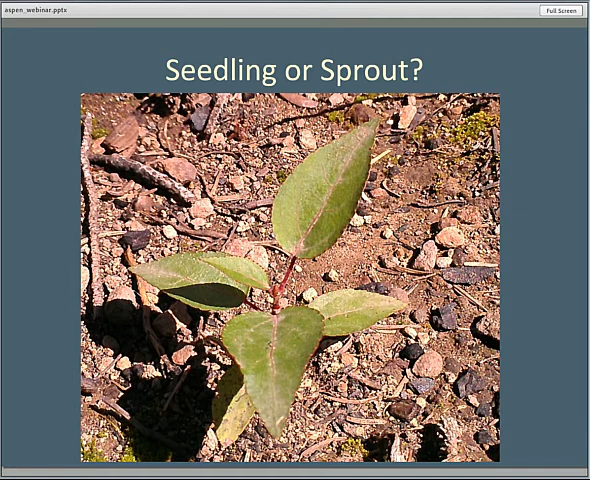 aspen_webinar.pptx
Full Screen
Seedling or Sprout?